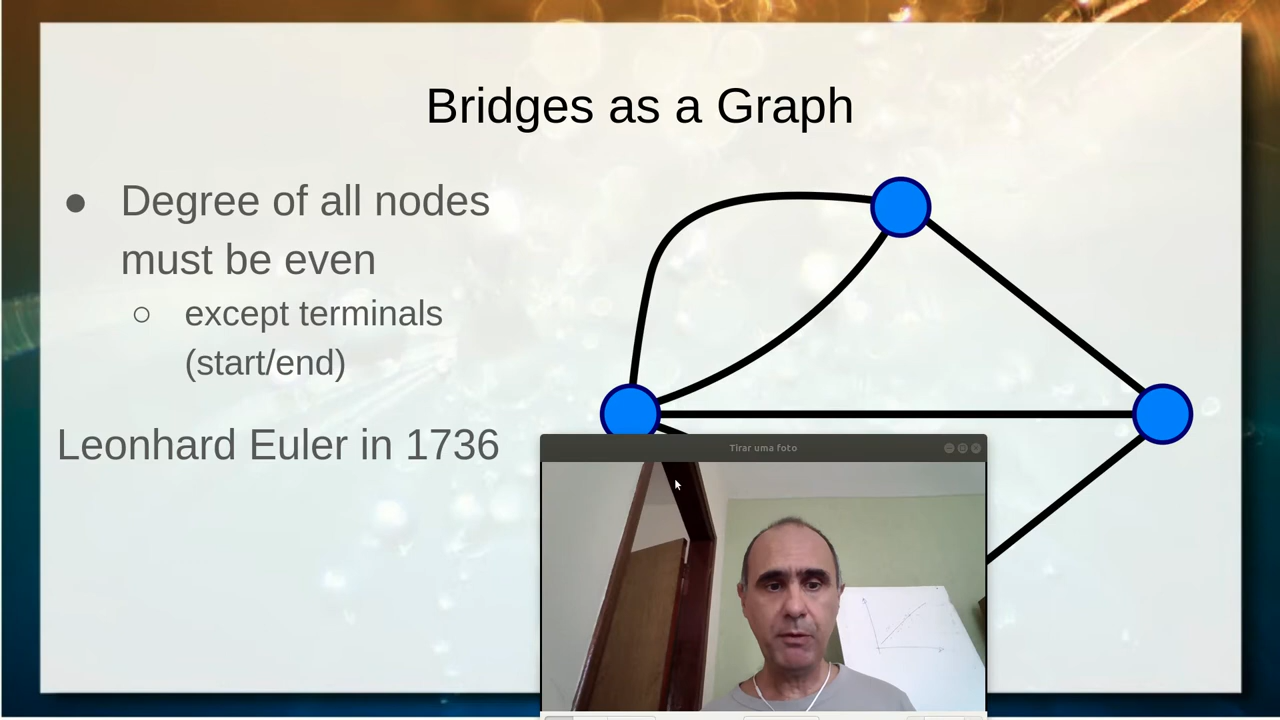 Bridges as a Graph
● Degree of all nodes
must be even
○ except terminals
(start/end)
Leonhard Euler in 1736
Tirar uma foto